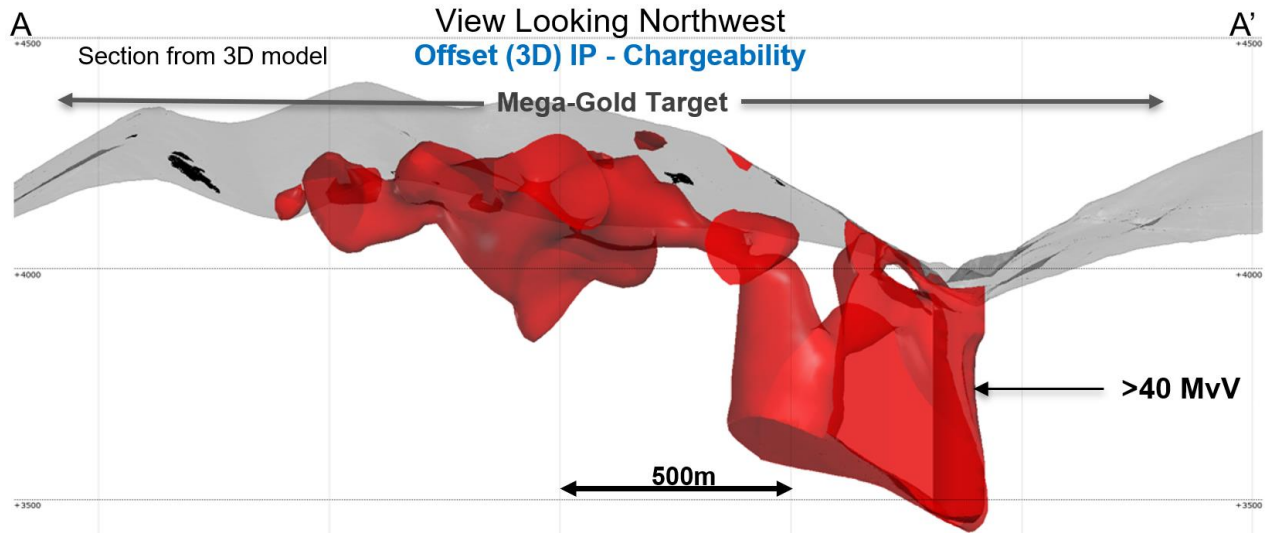 A
View Looking Northwest
A'
+4500
+4500
Section from 3D model
Offset (3D) IP - Chargeability
Mega-Gold Target
+4000
+4000
>40 MvV
500m
+3500
+3500